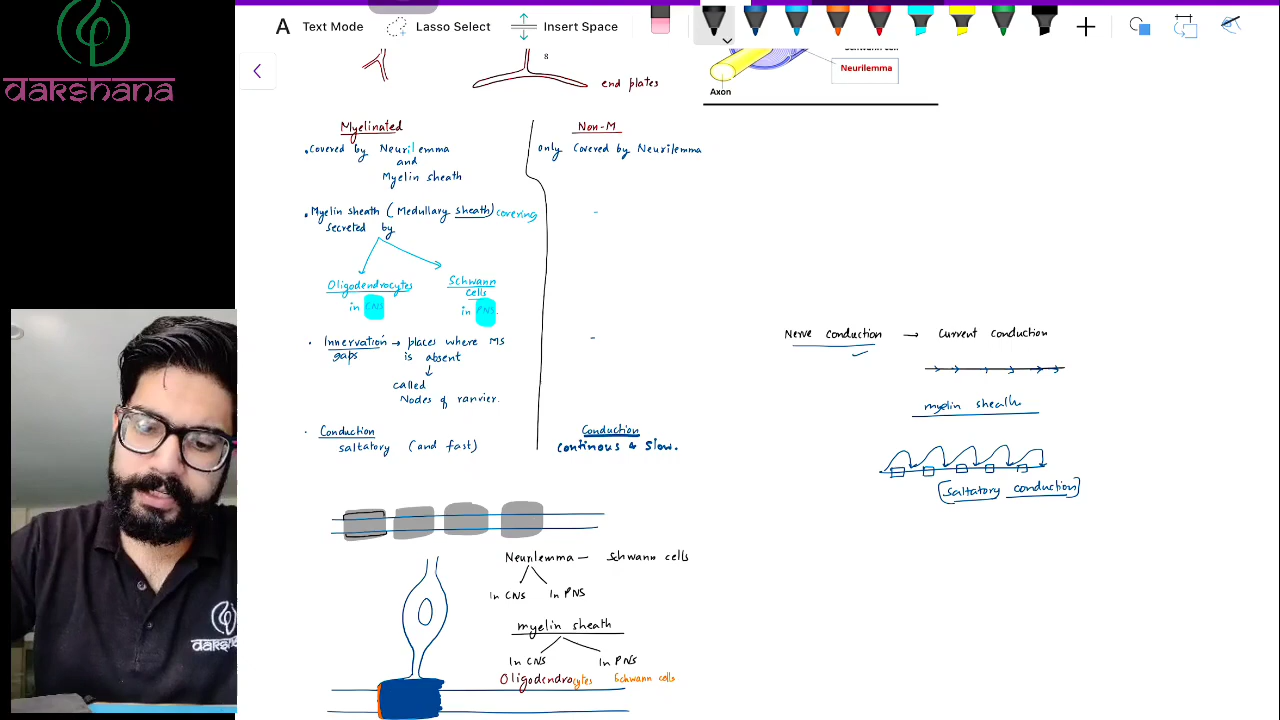 dakshana
Text Mode
Lasso Select
Insert Space
end plates
Neurilemma
Axon
Myelinated
Non-M
•Covered by Neurilemma
and
Myelin sheath
only Covered by Neurilemma
•Myelin sheath (Medullary sheath) covering
secreted by
-
Oligodendrocytes
in CNS
Schwann
cells
in PNS.
• Innervation → places where MS
gaps is absent
-
called
Nodes of ranvier.
• Conduction
saltatory (and fast)
Conduction
Continous & Slow.
Nerve conduction → Current conduction
myelin sheath
[saltatory conduction]
Neurilemma — Schwann cells
In CNS In PNS
myelin sheath
In CNS In PNS
Oligodendrocytes Schwann cells
dakshana